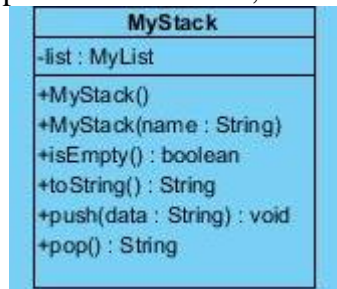 MyStack
-list : MyList
+MyStack()
+MyStack(name : String)
+isEmpty() : boolean
+toString() : String
+push(data : String) : void
+pop() : String